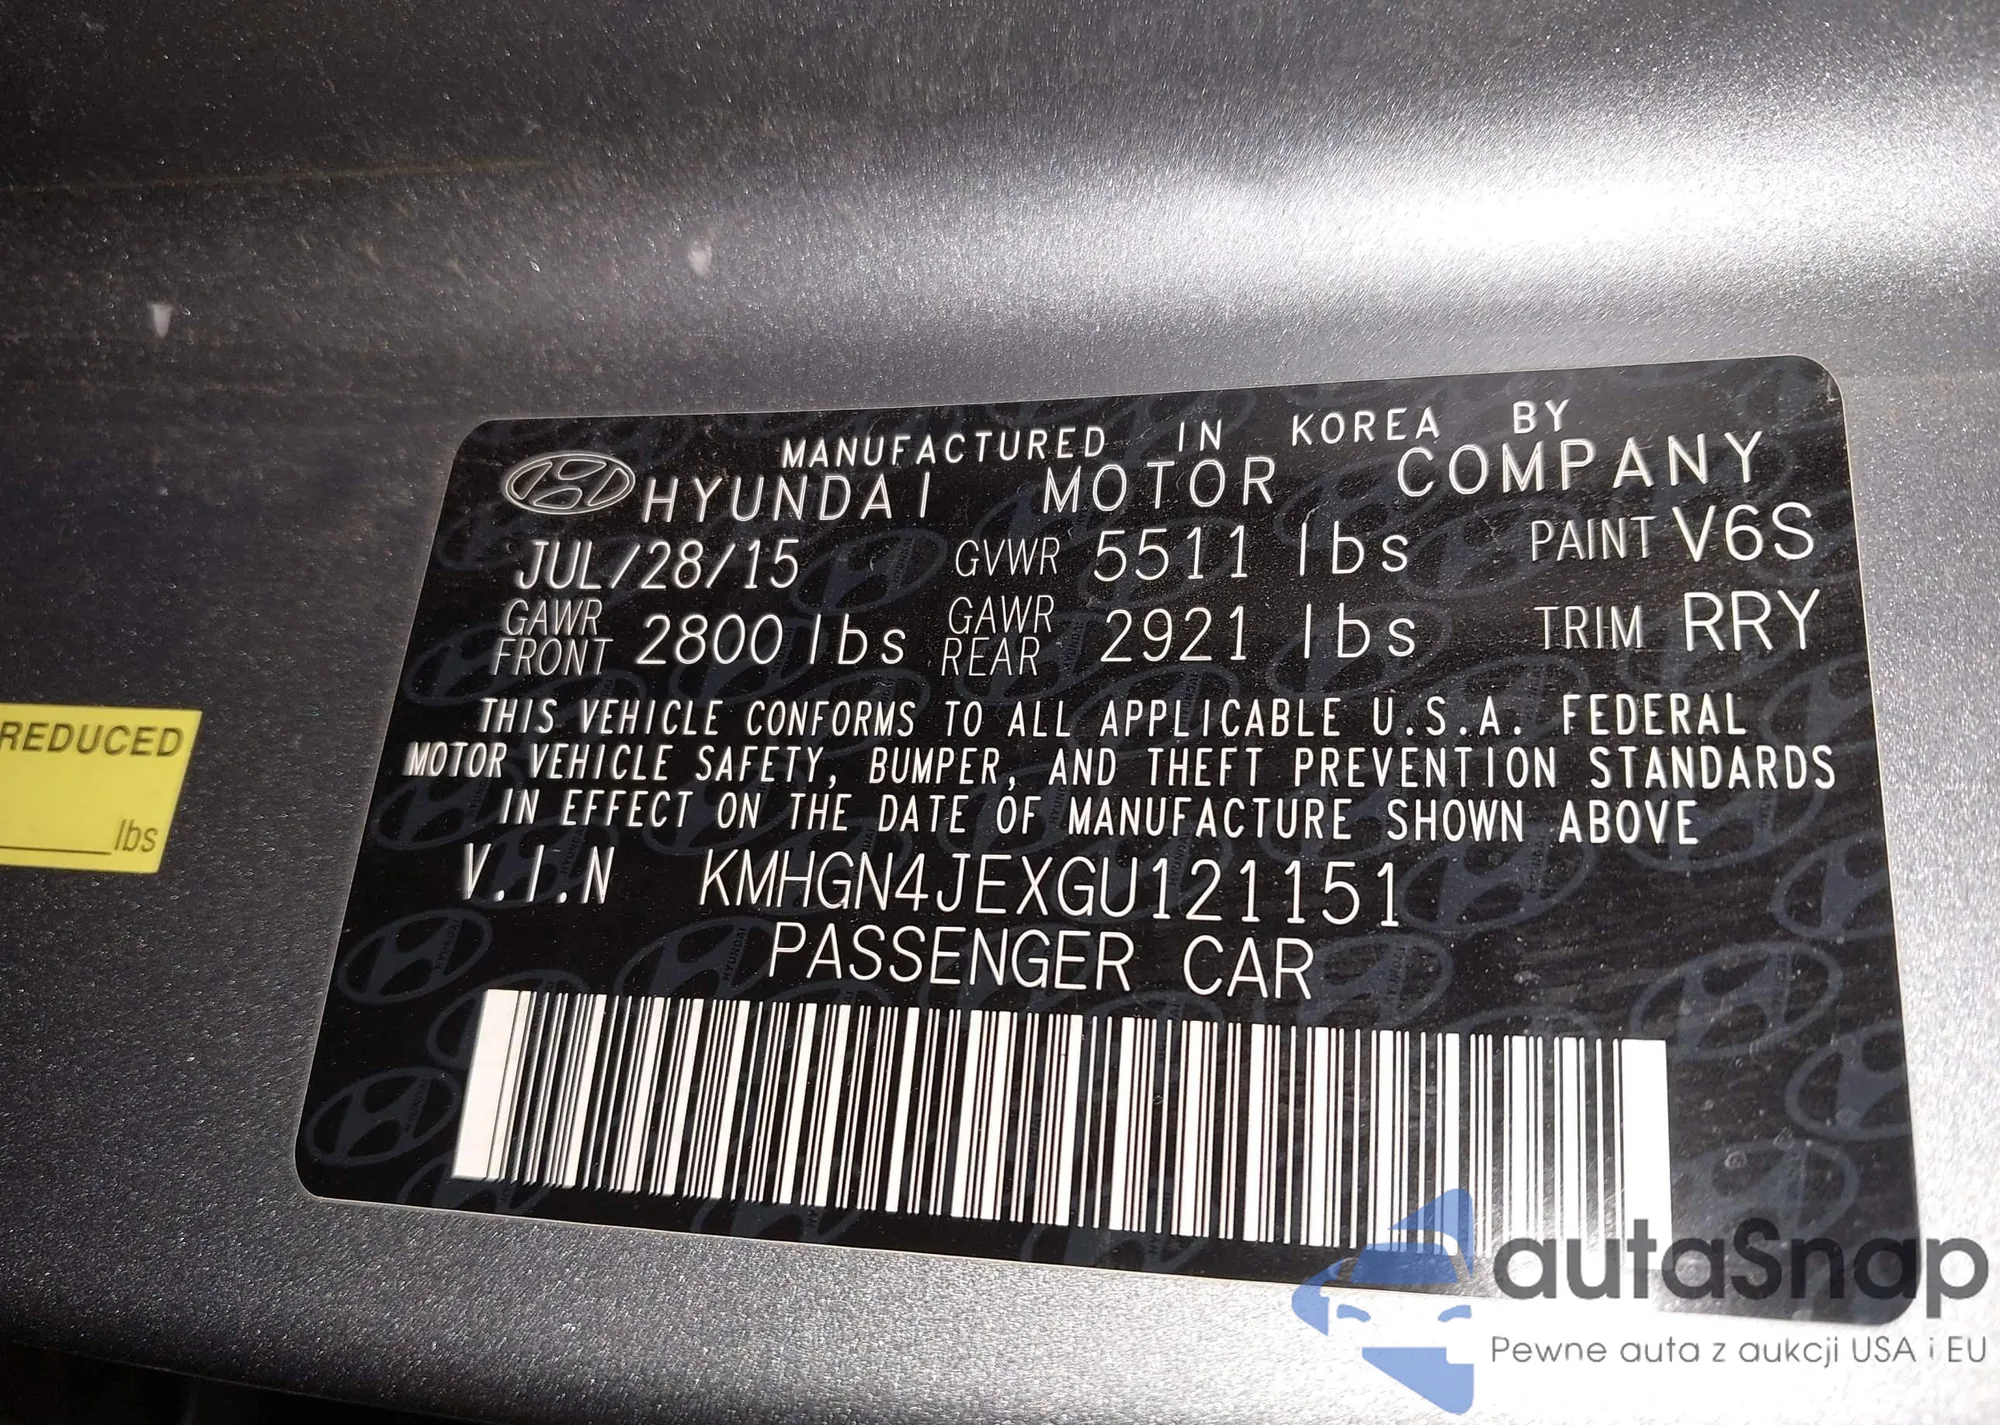 MANUFACTURED IN KOREA BY
HYUNDAI MOTOR COMPANY
JUL/28/15 GVWR 5511 lbs PAINT V6S
GAWR FRONT 2800 lbs GAWR REAR 2921 lbs TRIM RRY
THIS VEHICLE CONFORMS TO ALL APPLICABLE U.S.A. FEDERAL
MOTOR VEHICLE SAFETY, BUMPER, AND THEFT PREVENTION STANDARDS
IN EFFECT ON THE DATE OF MANUFACTURE SHOWN ABOVE
V.I.N KMHGN4JEXGU121151
PASSENGER CAR
REDUCED
lbs
autaSnap
Pewne auta z aukcji USA i EU